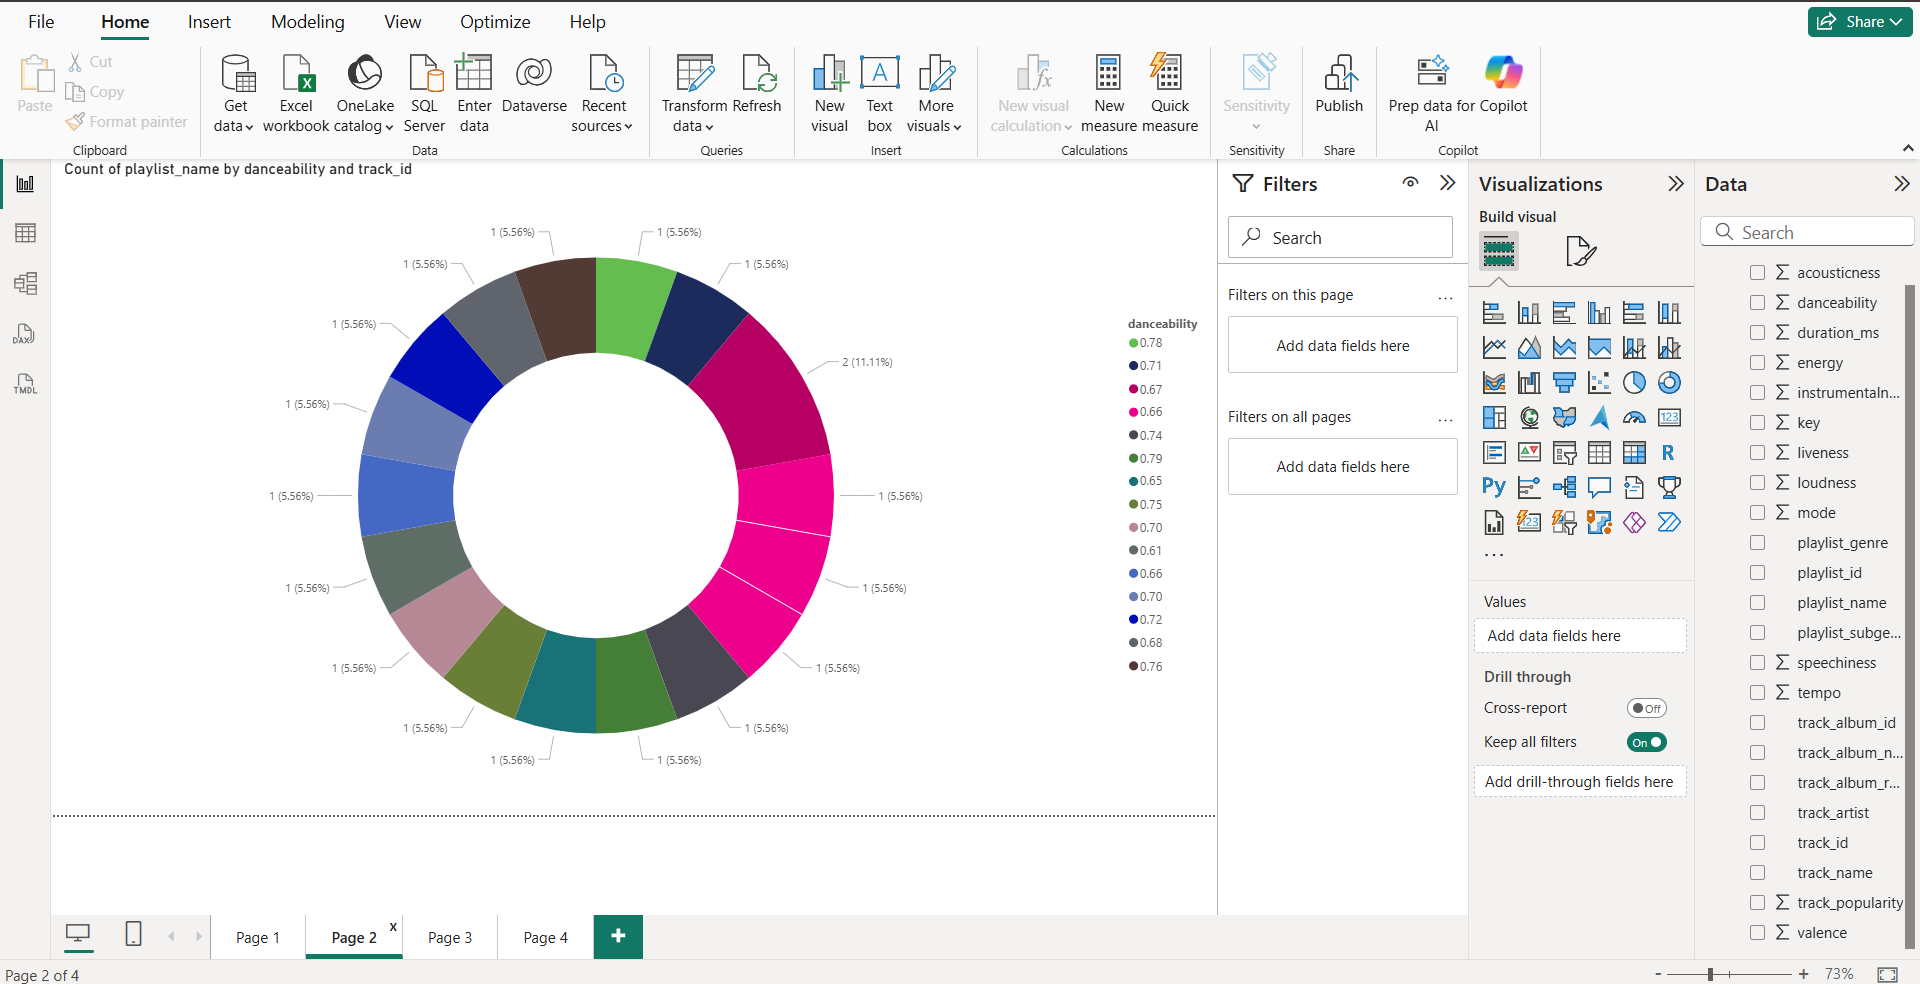 File Home Insert Modeling View Optimize Help Share
Paste Cut Copy Format painter
Clipboard
Get data Excel workbook OneLake catalog SQL Server Enter data Dataverse Recent sources
Data
Transform data Refresh
Queries
New visual Text box More visuals
Insert
New visual calculation New measure Quick measure
Calculations
Sensitivity
Sensitivity
Publish
Share
Prep data for AI Copilot
Copilot
DAX
TMDL
Count of playlist_name by danceability and track_id
1 (5.56%)
1 (5.56%)
2 (11.11%)
1 (5.56%)
1 (5.56%)
1 (5.56%)
1 (5.56%)
1 (5.56%)
1 (5.56%)
1 (5.56%)
1 (5.56%)
1 (5.56%)
1 (5.56%)
1 (5.56%)
1 (5.56%)
1 (5.56%)
1 (5.56%)
danceability
0.78
0.71
0.67
0.66
0.74
0.79
0.65
0.75
0.70
0.61
0.66
0.70
0.72
0.68
0.76
Filters
Search
Filters on this page ...
Add data fields here
Filters on all pages ...
Add data fields here
Visualizations
Build visual
123
R
Py
123
...
Values
Add data fields here
Drill through
Cross-report Off
Keep all filters On
Add drill-through fields here
Data
Search
∑ acousticness
∑ danceability
∑ duration_ms
∑ energy
∑ instrumentaln...
∑ key
∑ liveness
∑ loudness
∑ mode
playlist_genre
playlist_id
playlist_name
playlist_subge...
∑ speechiness
∑ tempo
track_album_id
track_album_n...
track_album_r...
track_artist
track_id
track_name
∑ track_popularity
∑ valence
Page 1 Page 2 x Page 3 Page 4 +
Page 2 of 4 - + 73%